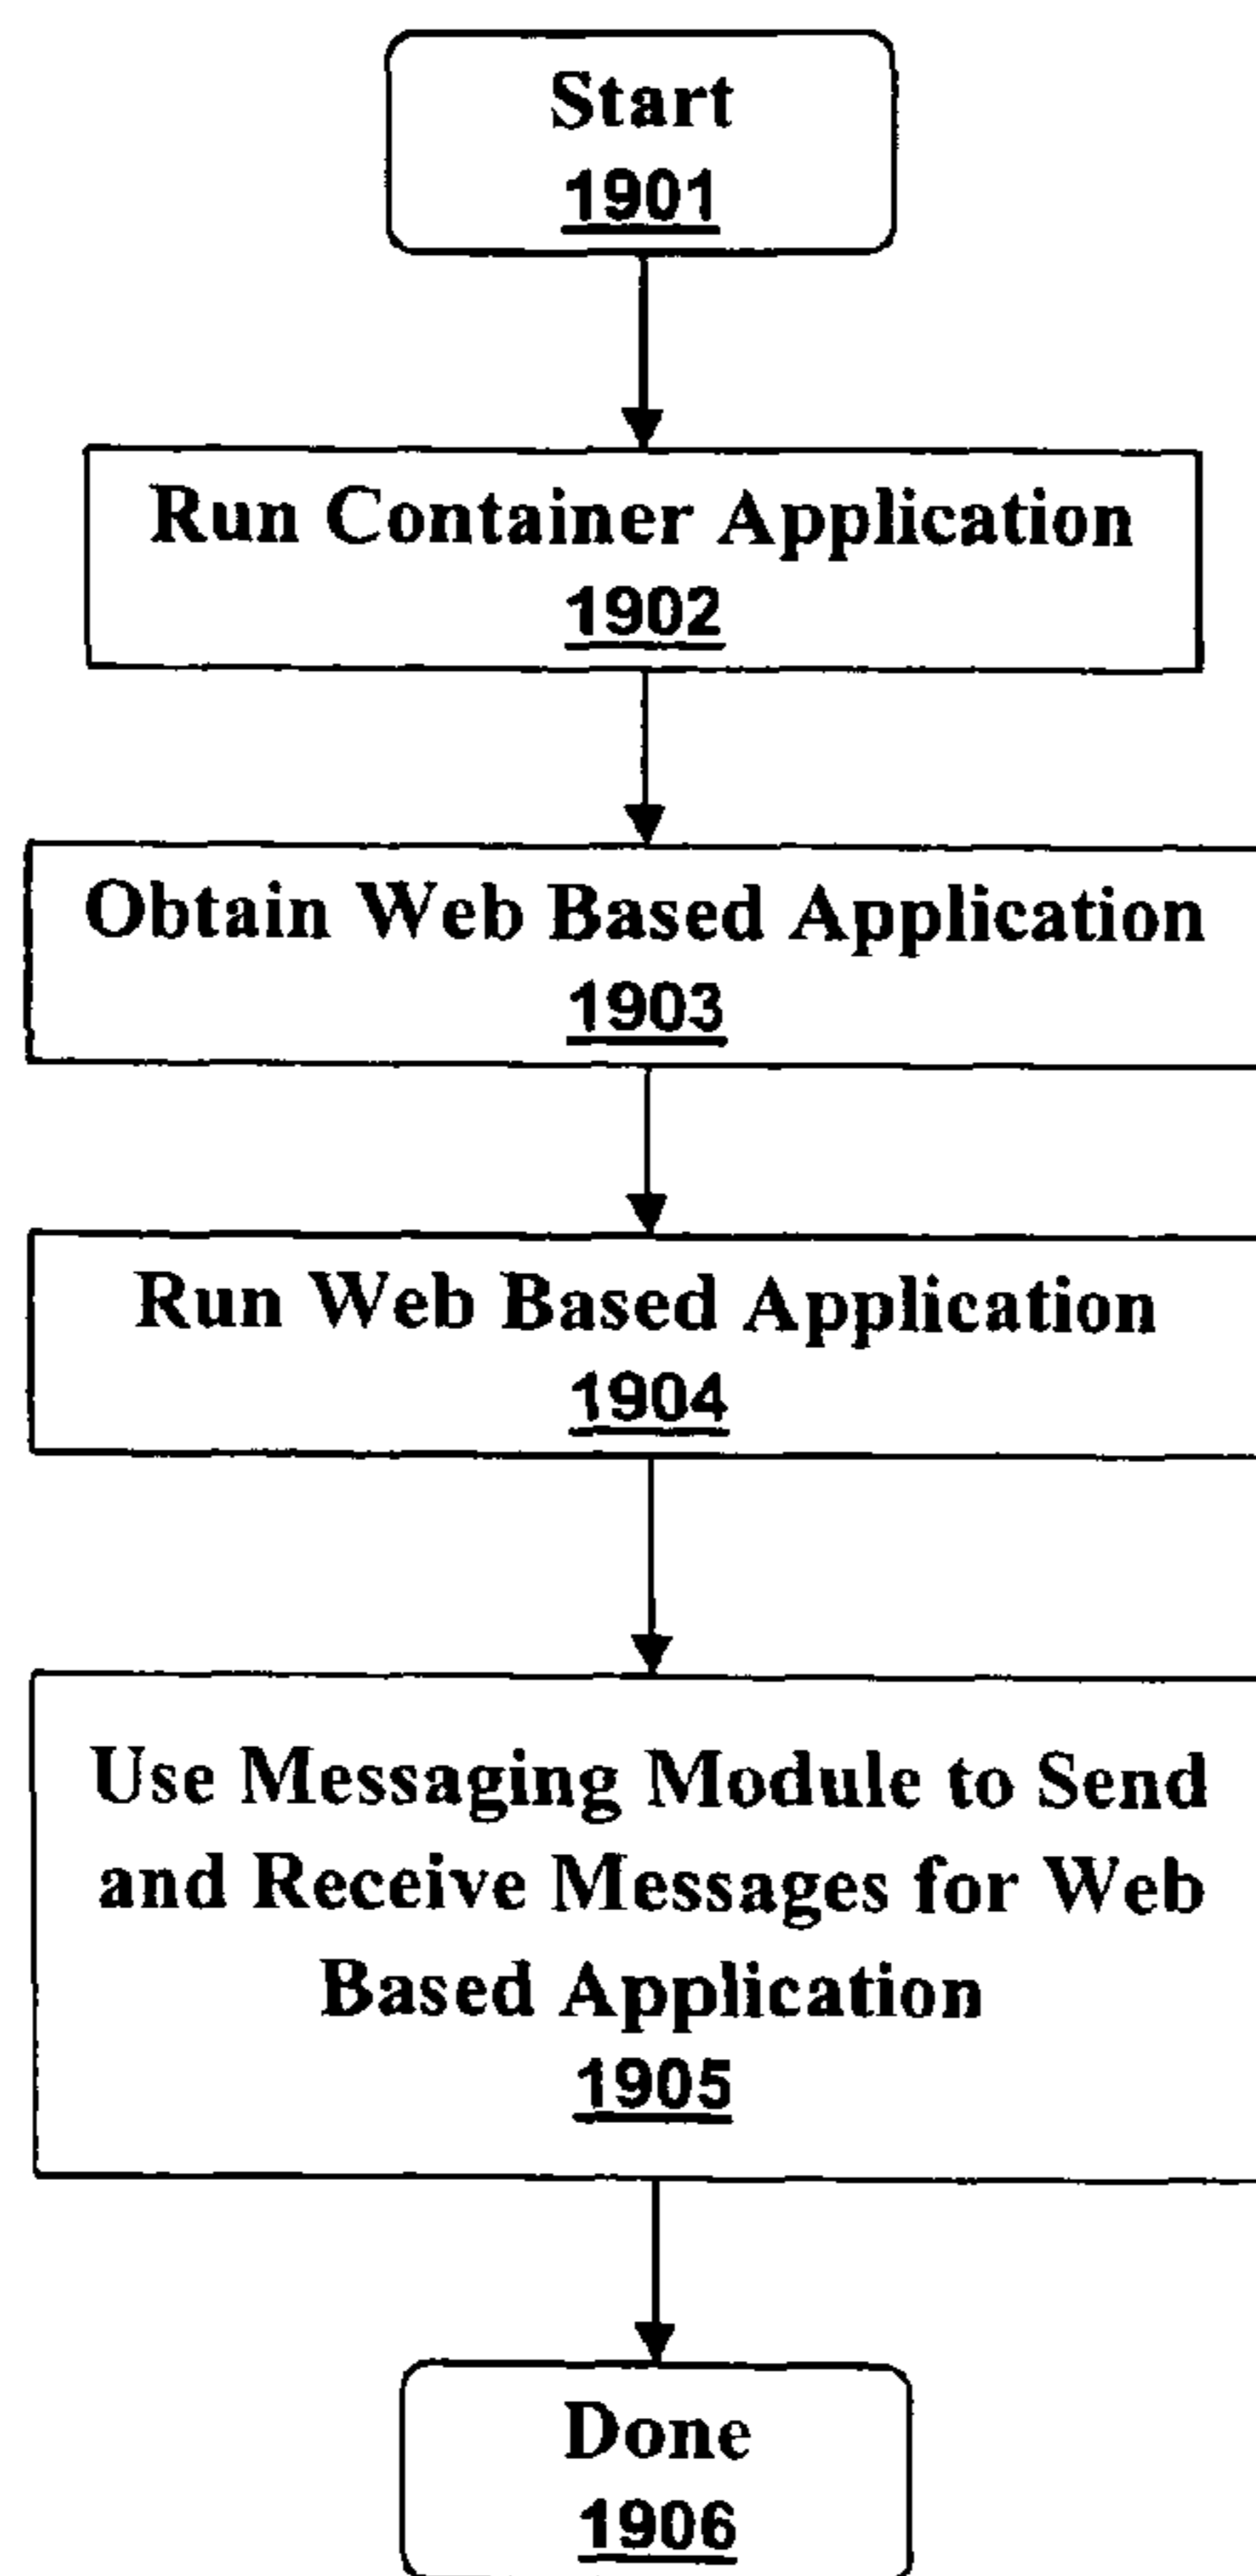 Start
1901
Run Container Application
1902
Obtain Web Based Application
1903
Run Web Based Application
1904
Use Messaging Module to Send
and Receive Messages for Web
Based Application
1905
Done
1906